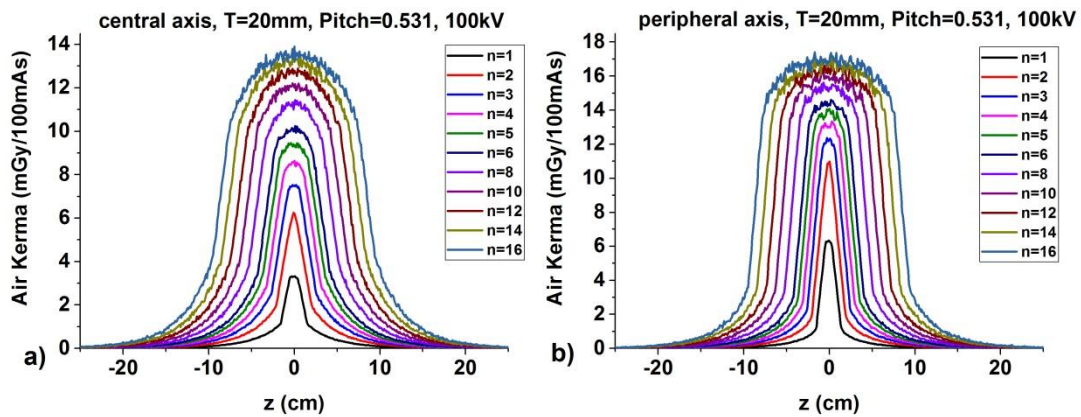 central axis, T=20mm, Pitch=0.531, 100kV
Air Kerma (mGy/100mAs)
14
12
10
8
6
4
2
0
-20
-10
0
10
20
z (cm)
n=1
n=2
n=3
n=4
n=5
n=6
n=8
n=10
n=12
n=14
n=16
a)
peripheral axis, T=20mm, Pitch=0.531, 100kV
Air Kerma (mGy/100mAs)
18
16
14
12
10
8
6
4
2
0
-20
-10
0
10
20
z (cm)
n=1
n=2
n=3
n=4
n=5
n=6
n=8
n=10
n=12
n=14
n=16
b)